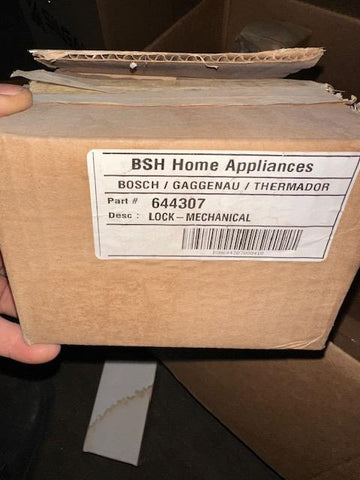 BSH Home Appliances
BOSCH / GAGGENAU / THERMADOR
Part # 644307
Desc : LOCK-MECHANICAL